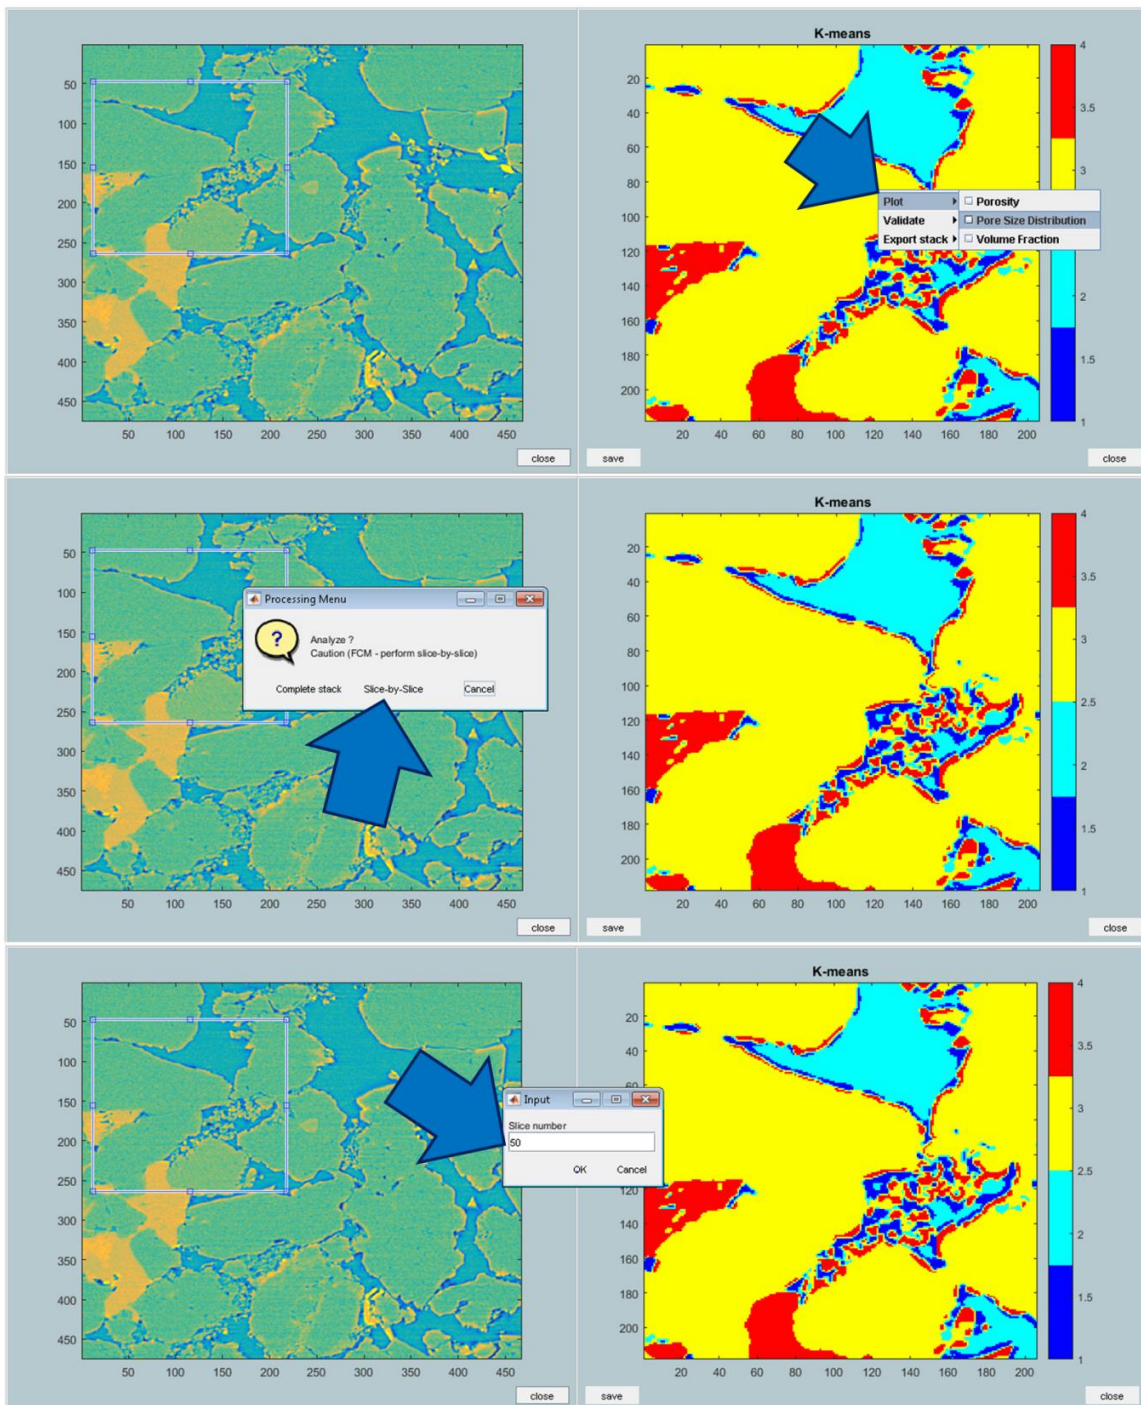 K-means
50
100
150
200
250
300
350
400
450
50 100 150 200 250 300 350 400 450
close
20
40
60
80
100
120
140
160
180
200
20 40 60 80 100 120 140 160 180 200
4
3.5
3
2
1.5
1
Plot
Validate
Export stack
Porosity
Pore Size Distribution
Volume Fraction
save
close
K-means
50
100
150
200
250
300
350
400
450
50 100 150 200 250 300 350 400 450
close
Processing Menu
?
Analyze ?
Caution (FCM - perform slice-by-slice)
Complete stack Slice-by-Slice Cancel
20
40
60
80
100
120
140
160
180
200
20 40 60 80 100 120 140 160 180 200
4
3.5
3
2.5
2
1.5
1
save
close
K-means
50
100
150
200
250
300
350
400
450
50 100 150 200 250 300 350 400 450
close
Input
Slice number
50
OK Cancel
20
40
60
120
140
160
180
200
20 40 60 80 100 120 140 160 180 200
4
3.5
3
2.5
2
1.5
1
save
close